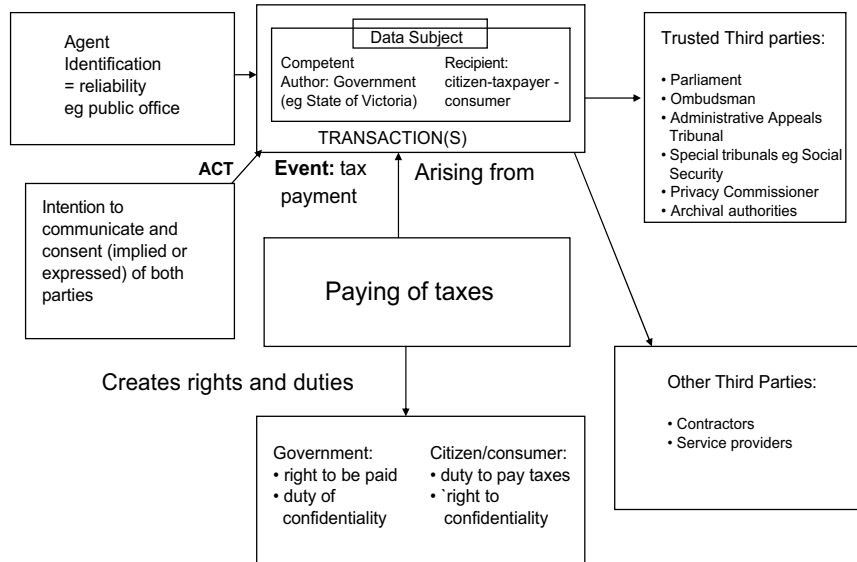 Agent
Identification
= reliability
eg public office
Data Subject
Competent
Author: Government
(eg State of Victoria)
Recipient:
citizen-taxpayer -
consumer
TRANSACTION(S)
Trusted Third parties:
• Parliament
• Ombudsman
• Administrative Appeals
Tribunal
• Special tribunals eg Social
Security
• Privacy Commissioner
• Archival authorities
ACT
Event: tax
payment
Arising from
Intention to
communicate and
consent (implied or
expressed) of both
parties
Paying of taxes
Creates rights and duties
Other Third Parties:
• Contractors
• Service providers
Government:
• right to be paid
• duty of
confidentiality
Citizen/consumer:
• duty to pay taxes
• `right to
confidentiality